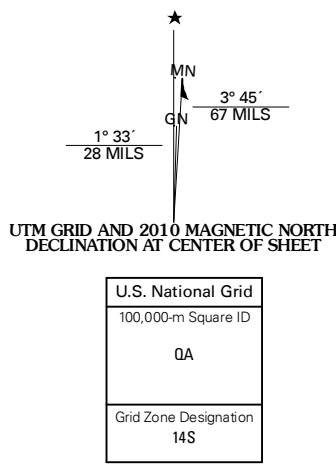 MN
3° 45´
67 MILS
GN
1° 33´
28 MILS
UTM GRID AND 2010 MAGNETIC NORTH
DECLINATION AT CENTER OF SHEET
U.S. National Grid
100,000-m Square ID
QA
Grid Zone Designation
14S